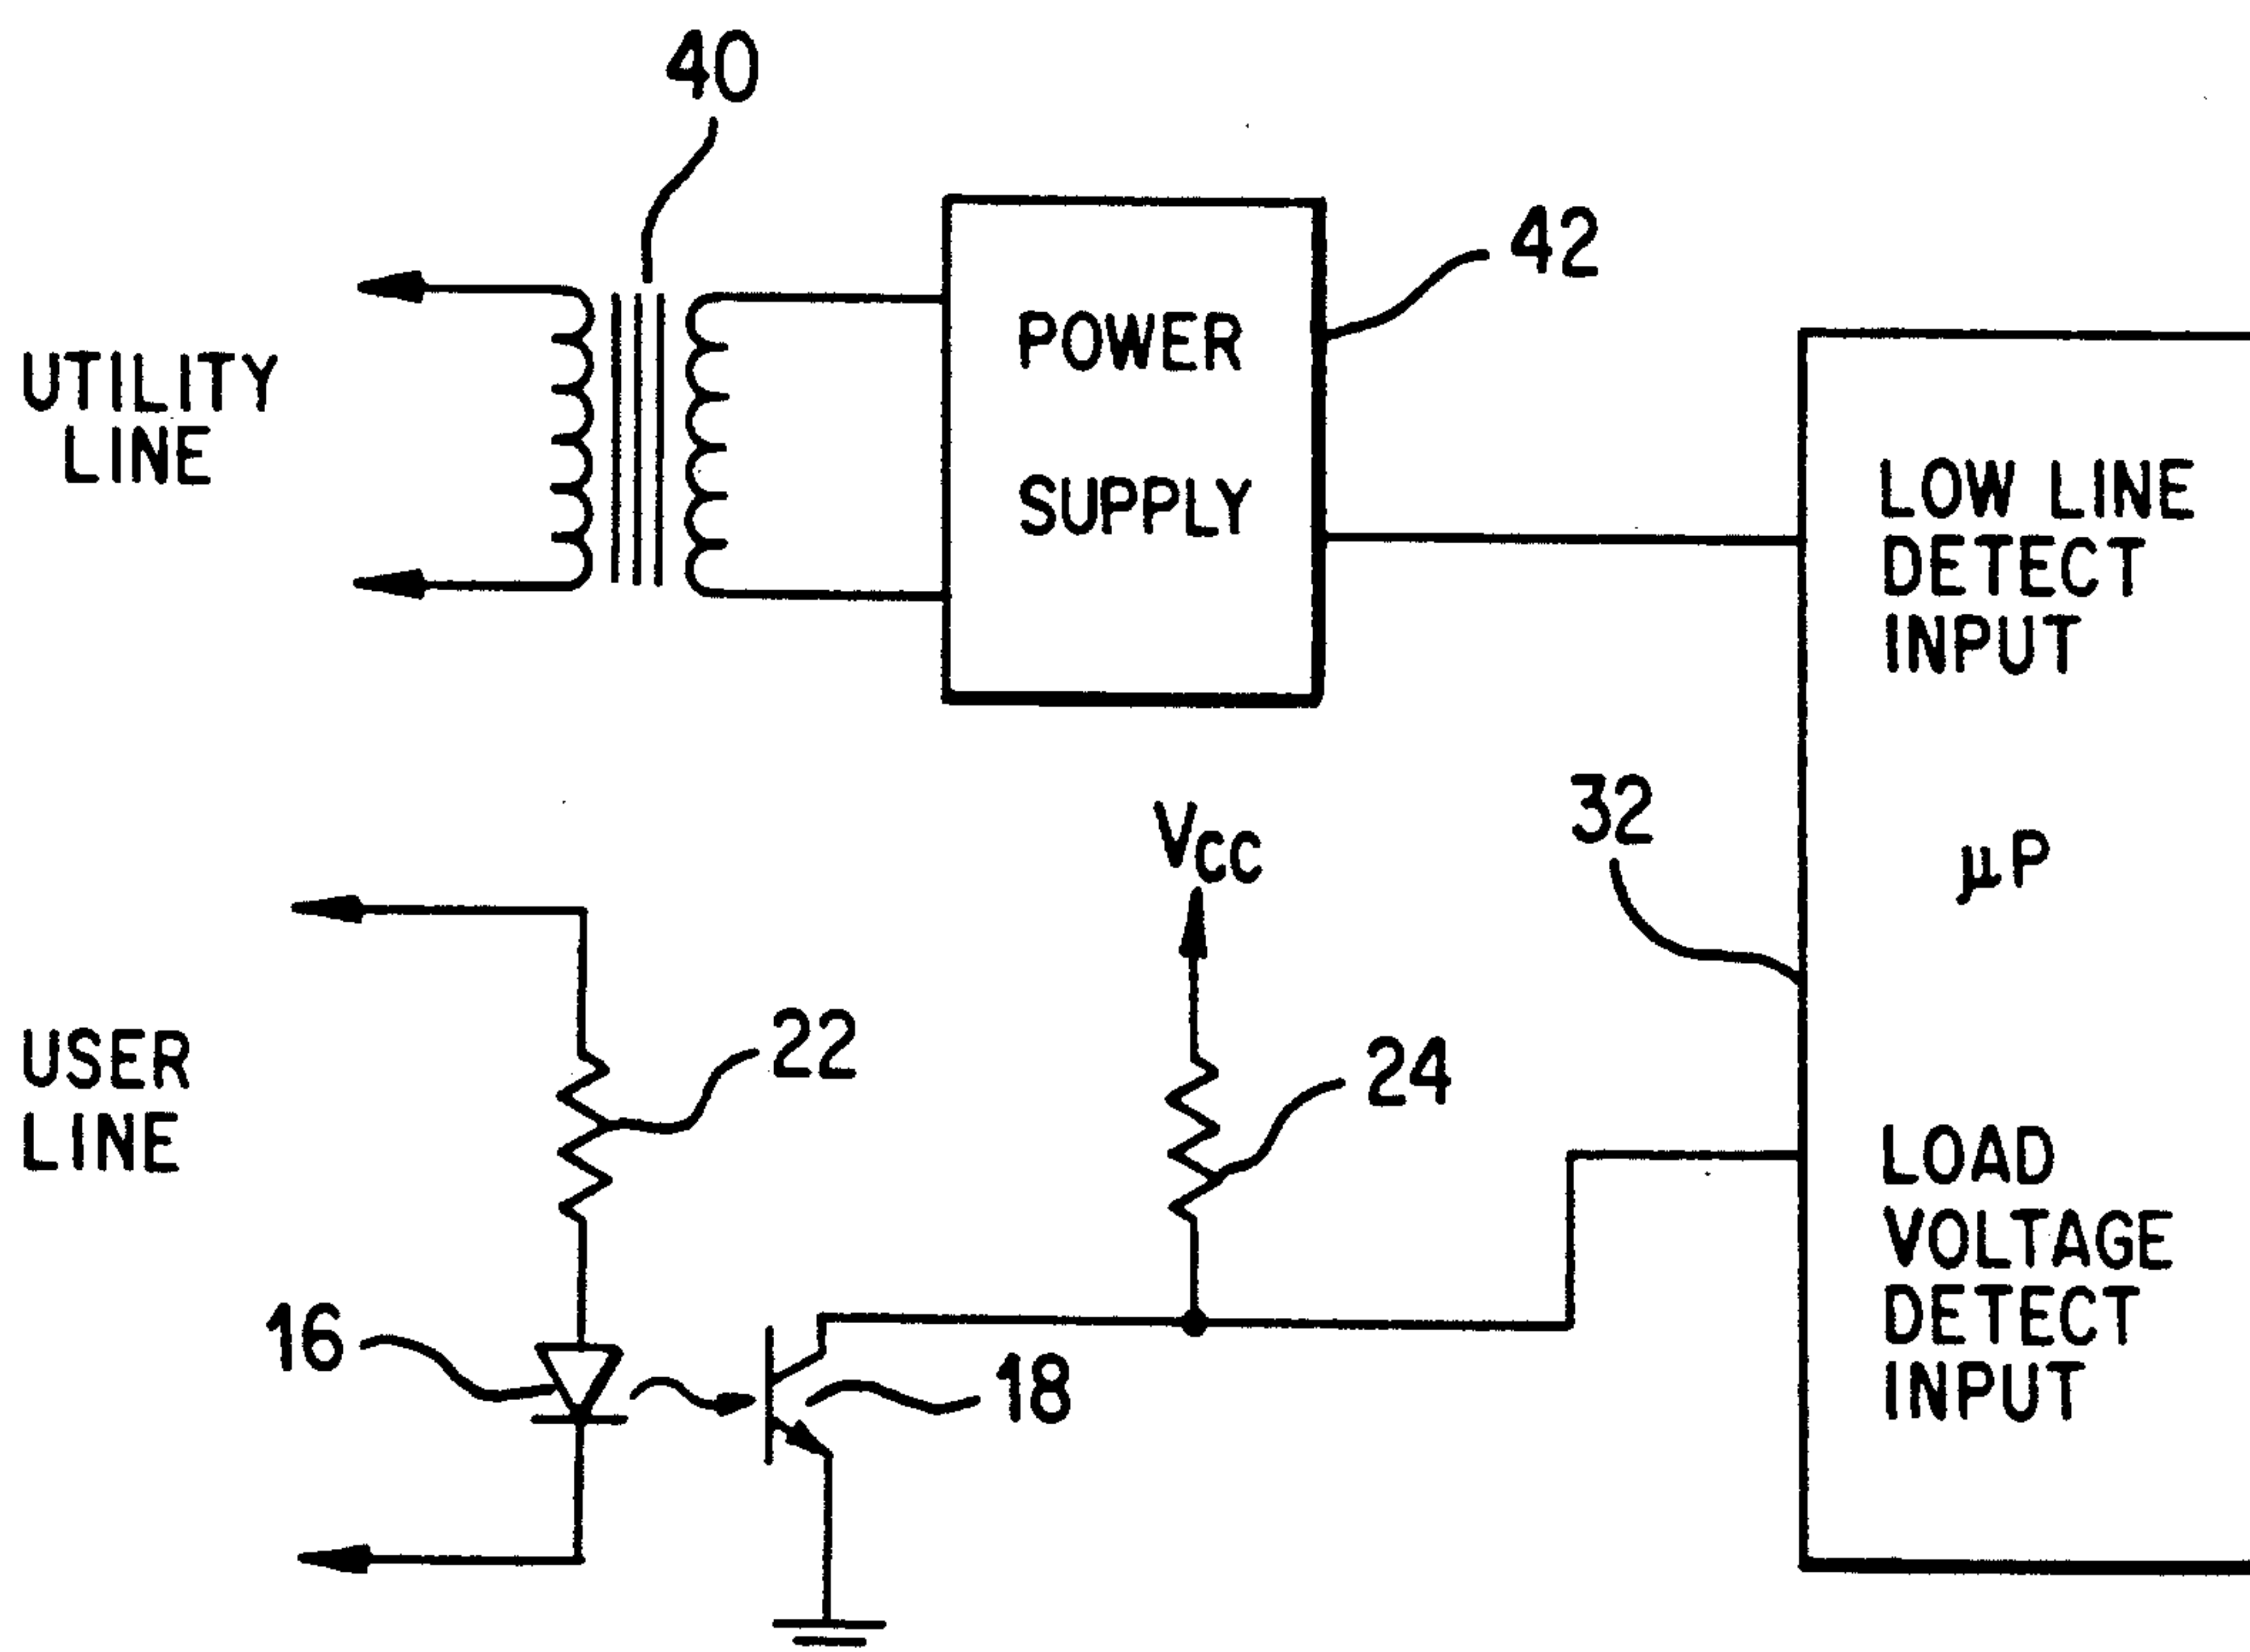 40
42
POWER
SUPPLY
UTILITY
LINE
LOW LINE
DETECT
INPUT
32
VCC
µP
USER
LINE
22
24
LOAD
VOLTAGE
DETECT
INPUT
16
18